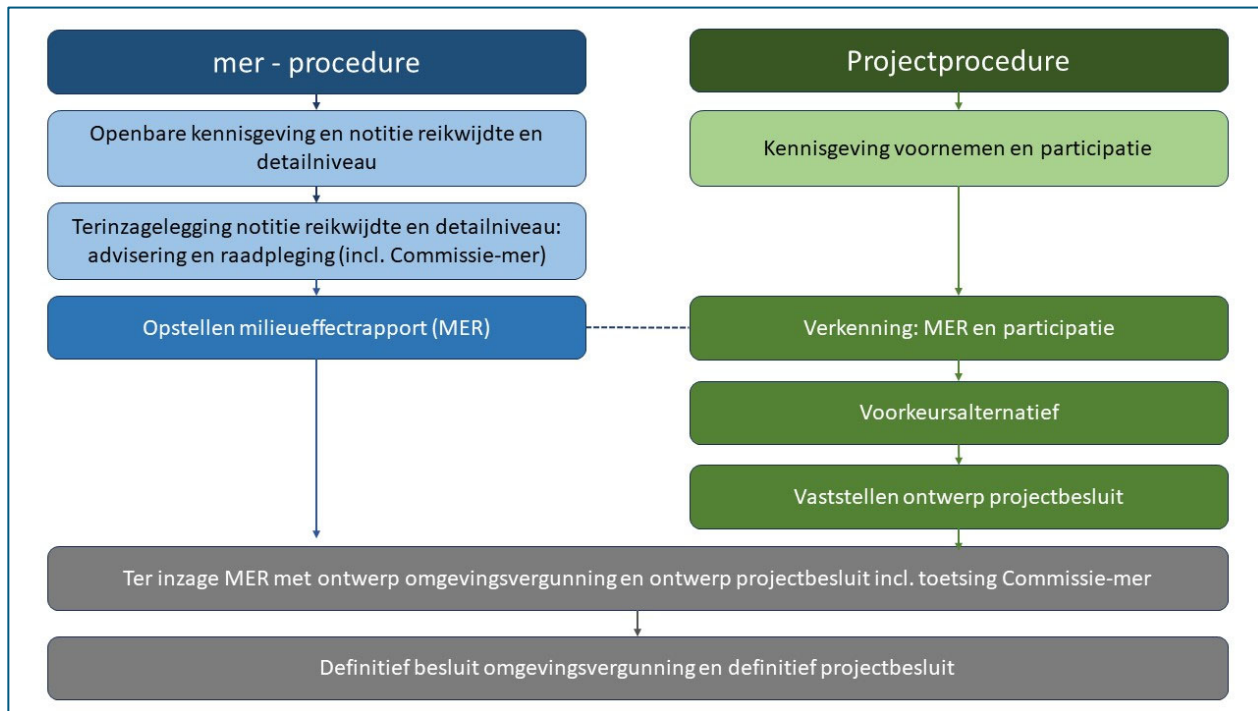 mer - procedure
Openbare kennisgeving en notitie reikwijdte en
detailniveau
Terinzagelegging notitie reikwijdte en detailniveau:
advisering en raadpleging (incl. Commissie-mer)
Opstellen milieueffectrapport (MER)
Projectprocedure
Kennisgeving voornemen en participatie
Verkenning: MER en participatie
Voorkeursalternatief
Vaststellen ontwerp projectbesluit
Ter inzage MER met ontwerp omgevingsvergunning en ontwerp projectbesluit incl. toetsing Commissie-mer
Definitief besluit omgevingsvergunning en definitief projectbesluit